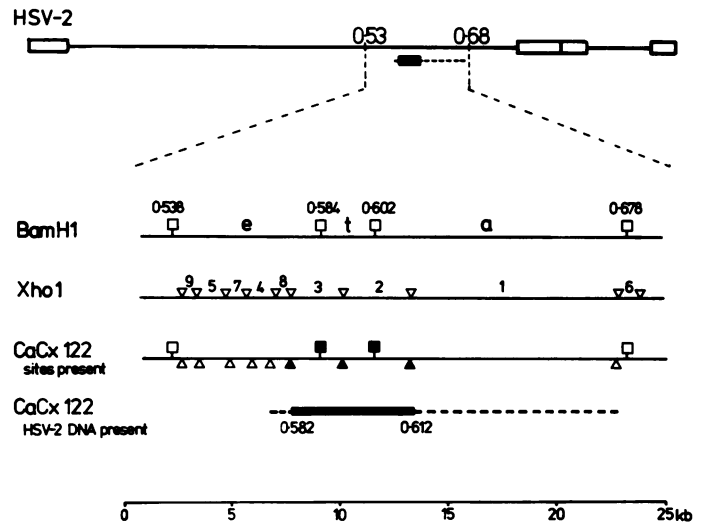 HSV-2
0·53 0·68
0·538 0·584 0·602 0·678
BamH1 e t a
Xho1 9 5 7 4 8 3 2 1 6
CaCx 122
sites present
CaCx 122
HSV-2 DNA present
0·582 0·612
0 5 10 15 20 25kb